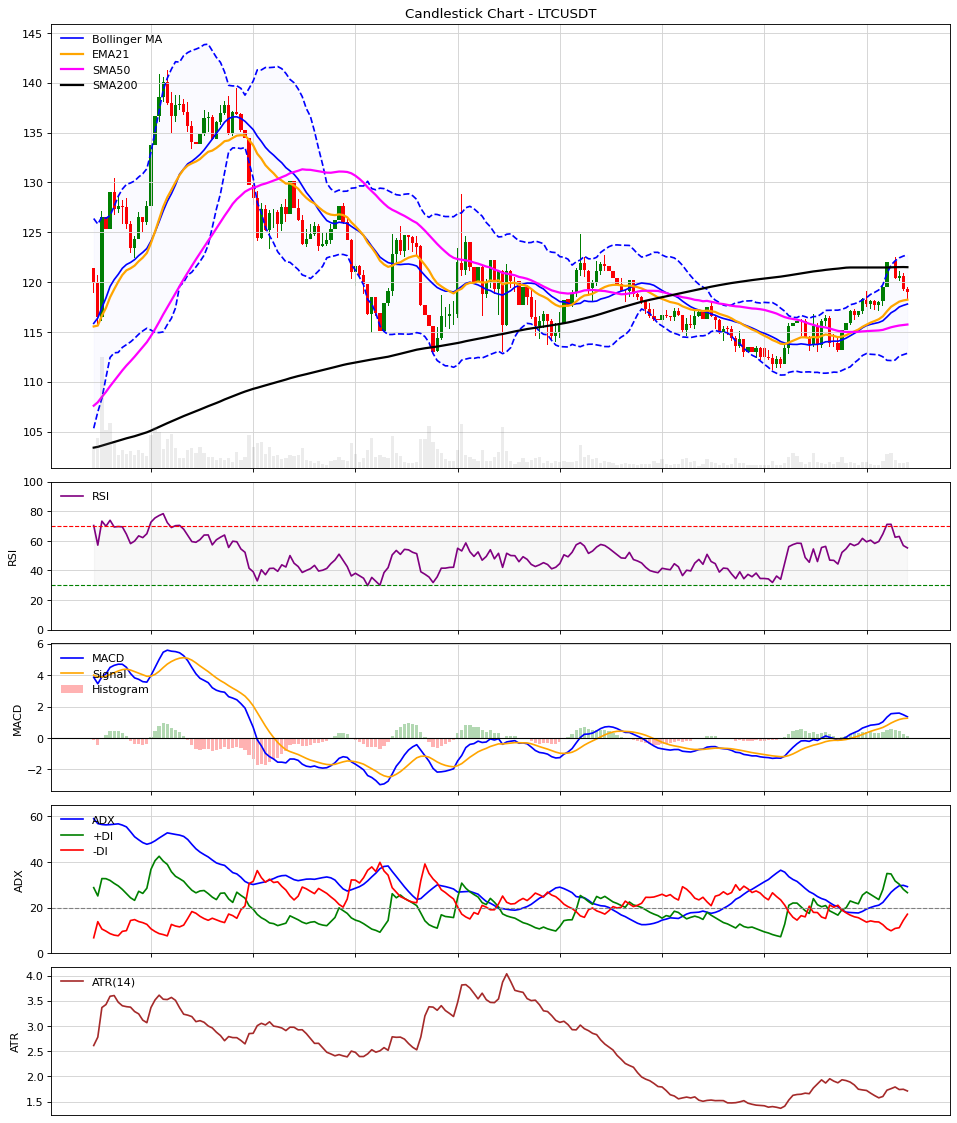 Candlestick Chart - LTCUSDT
145
140
135
130
125
120
115
110
105
Bollinger MA
EMA21
SMA50
SMA200
100
80
60
40
20
0
RSI
RSI
6
4
2
0
−2
MACD
MACD
Signal
Histogram
60
40
20
0
ADX
ADX
+DI
-DI
4.0
3.5
3.0
2.5
2.0
1.5
ATR
ATR(14)